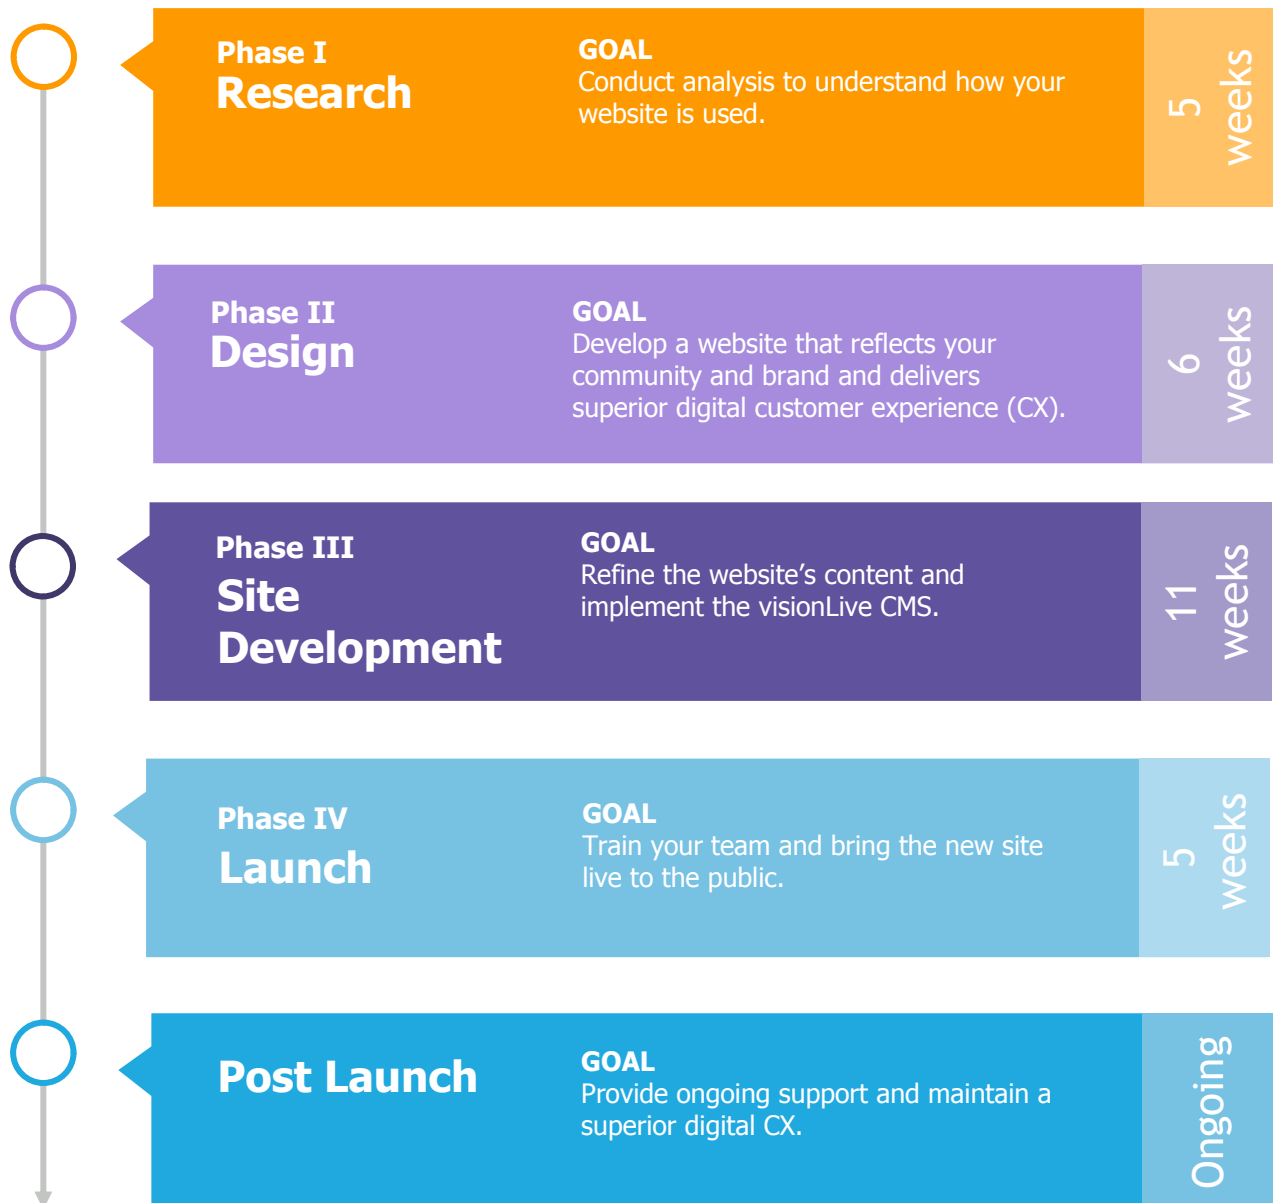 Phase I
Research
GOAL
Conduct analysis to understand how your
website is used.
5
weeks
Phase II
Design
GOAL
Develop a website that reflects your
community and brand and delivers
superior digital customer experience (CX).
6
weeks
Phase III
Site
Development
GOAL
Refine the website’s content and
implement the visionLive CMS.
11
weeks
Phase IV
Launch
GOAL
Train your team and bring the new site
live to the public.
5
weeks
Post Launch
GOAL
Provide ongoing support and maintain a
superior digital CX.
Ongoing